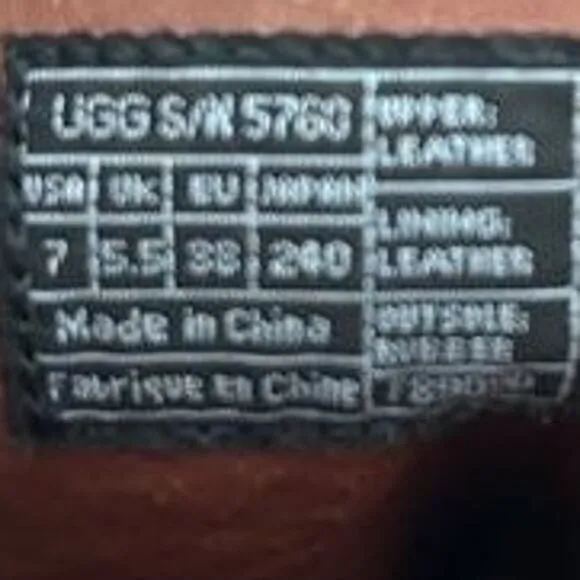 UGG S/N 5760
UPPER:
LEATHER
USA UK EU JAPAN
7 5.5 38 240
LINING:
LEATHER
Made in China
OUTSOLE:
RUBBER
Fabriqué en Chine